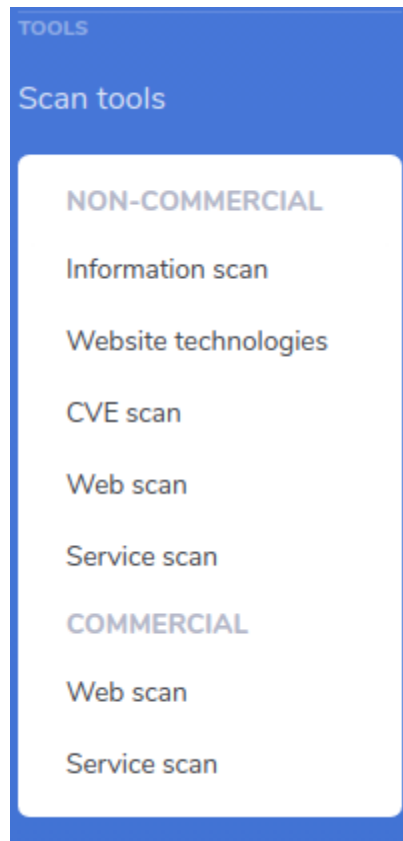 TOOLS
Scan tools
NON-COMMERCIAL
Information scan
Website technologies
CVE scan
Web scan
Service scan
COMMERCIAL
Web scan
Service scan